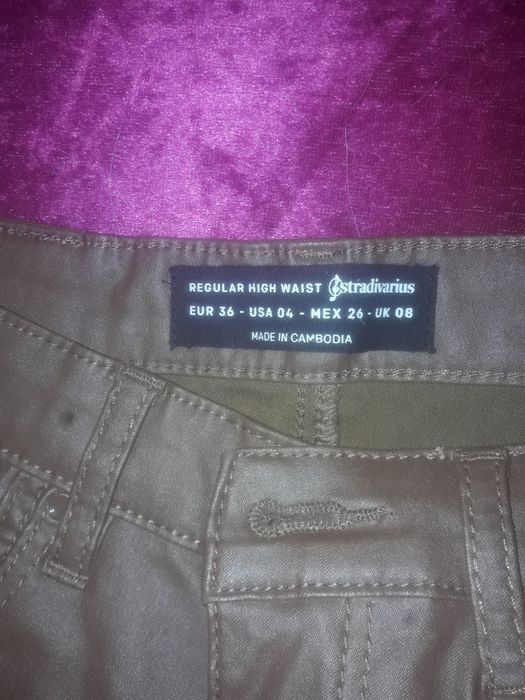 REGULAR HIGH WAIST stradivarius
EUR 36 - USA 04 - MEX 26 - UK 08
MADE IN CAMBODIA